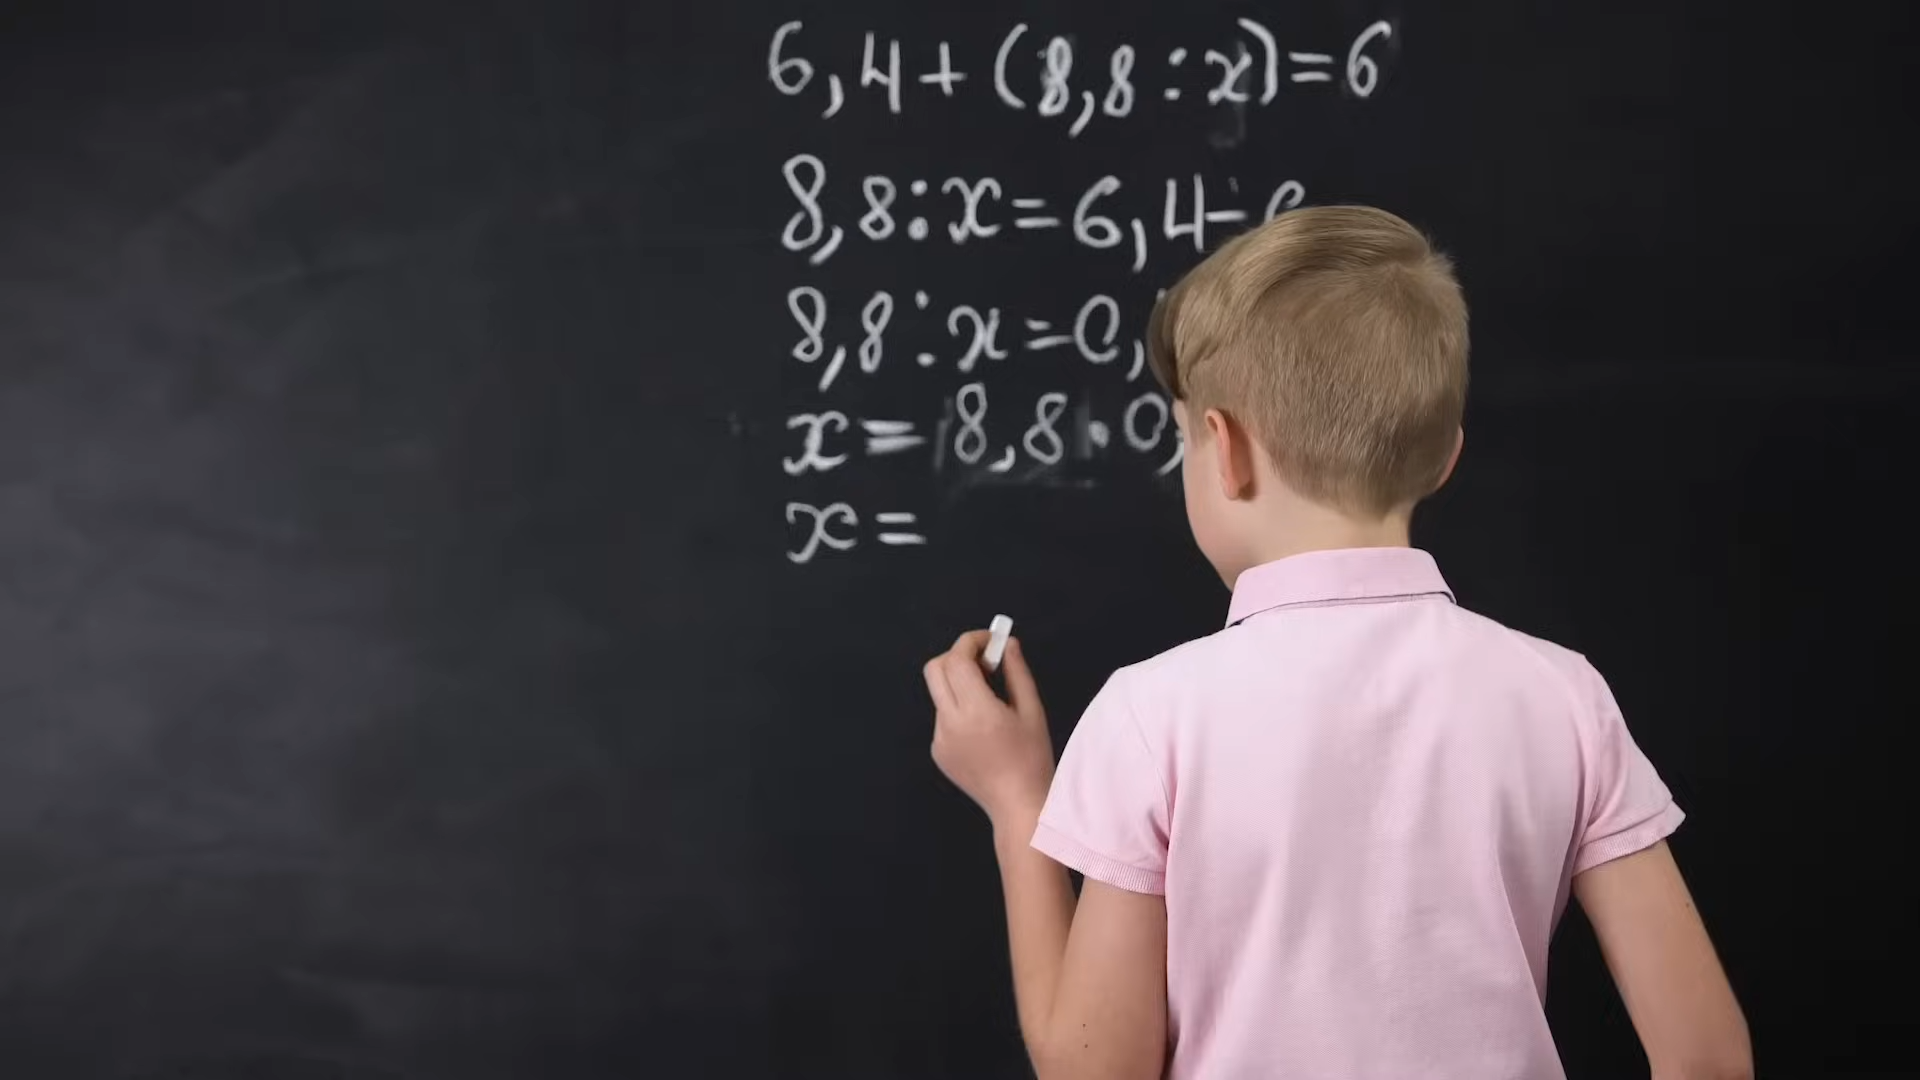 6,4+(8,8:x)=6
8,8:x=6,4-
8,8:x=0,
x=8,8·0,
x=